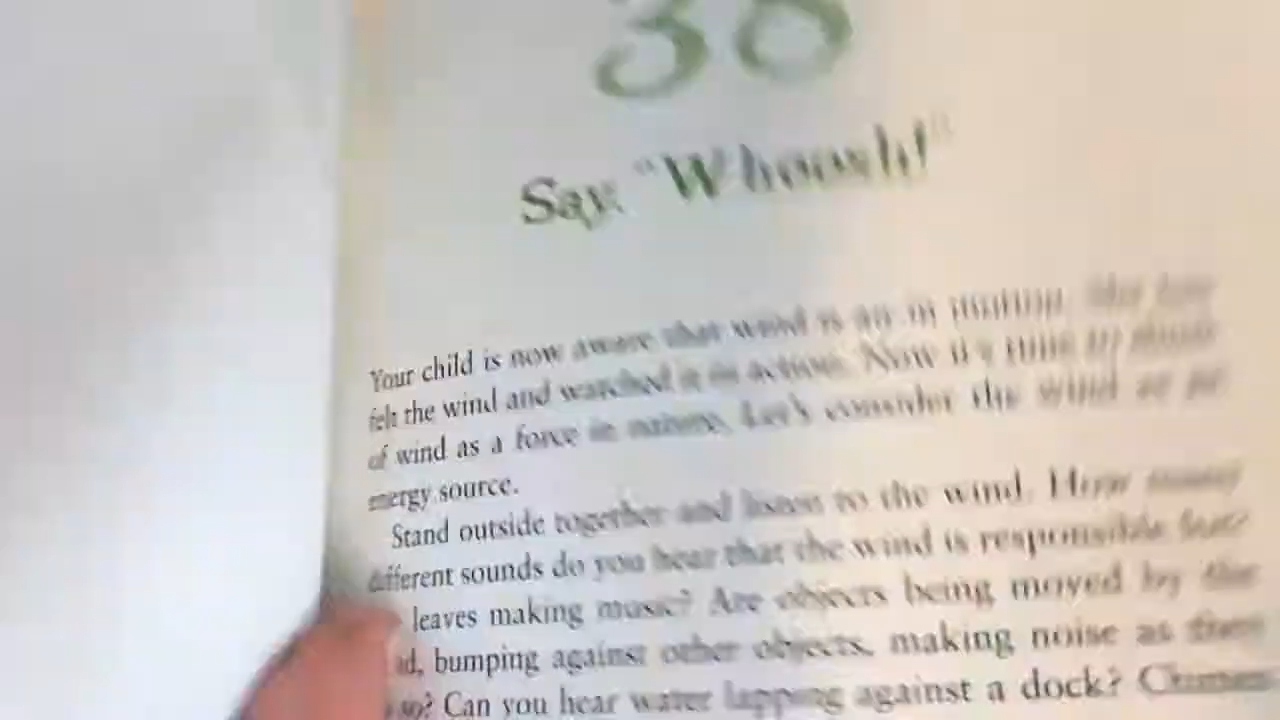 Say, "Whoosh!"
Your child is now aware that wind is air in motion.
felt the wind and watched it in action. Now it's time to
of wind as a force in nature. Let's consider the wind as an
energy source.
Stand outside together and listen to the wind. How many
different sounds do you hear that the wind is responsible for?
leaves making music? Are objects being moved by the
bumping against other objects, making noise as they
Can you hear water lapping against a dock?